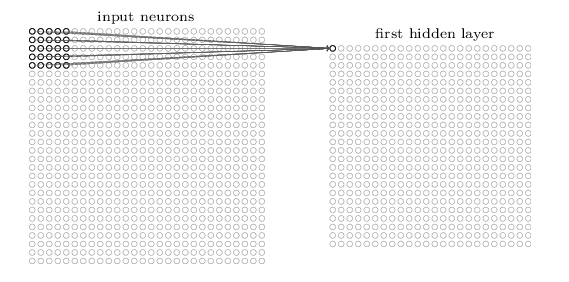 input neurons
first hidden layer